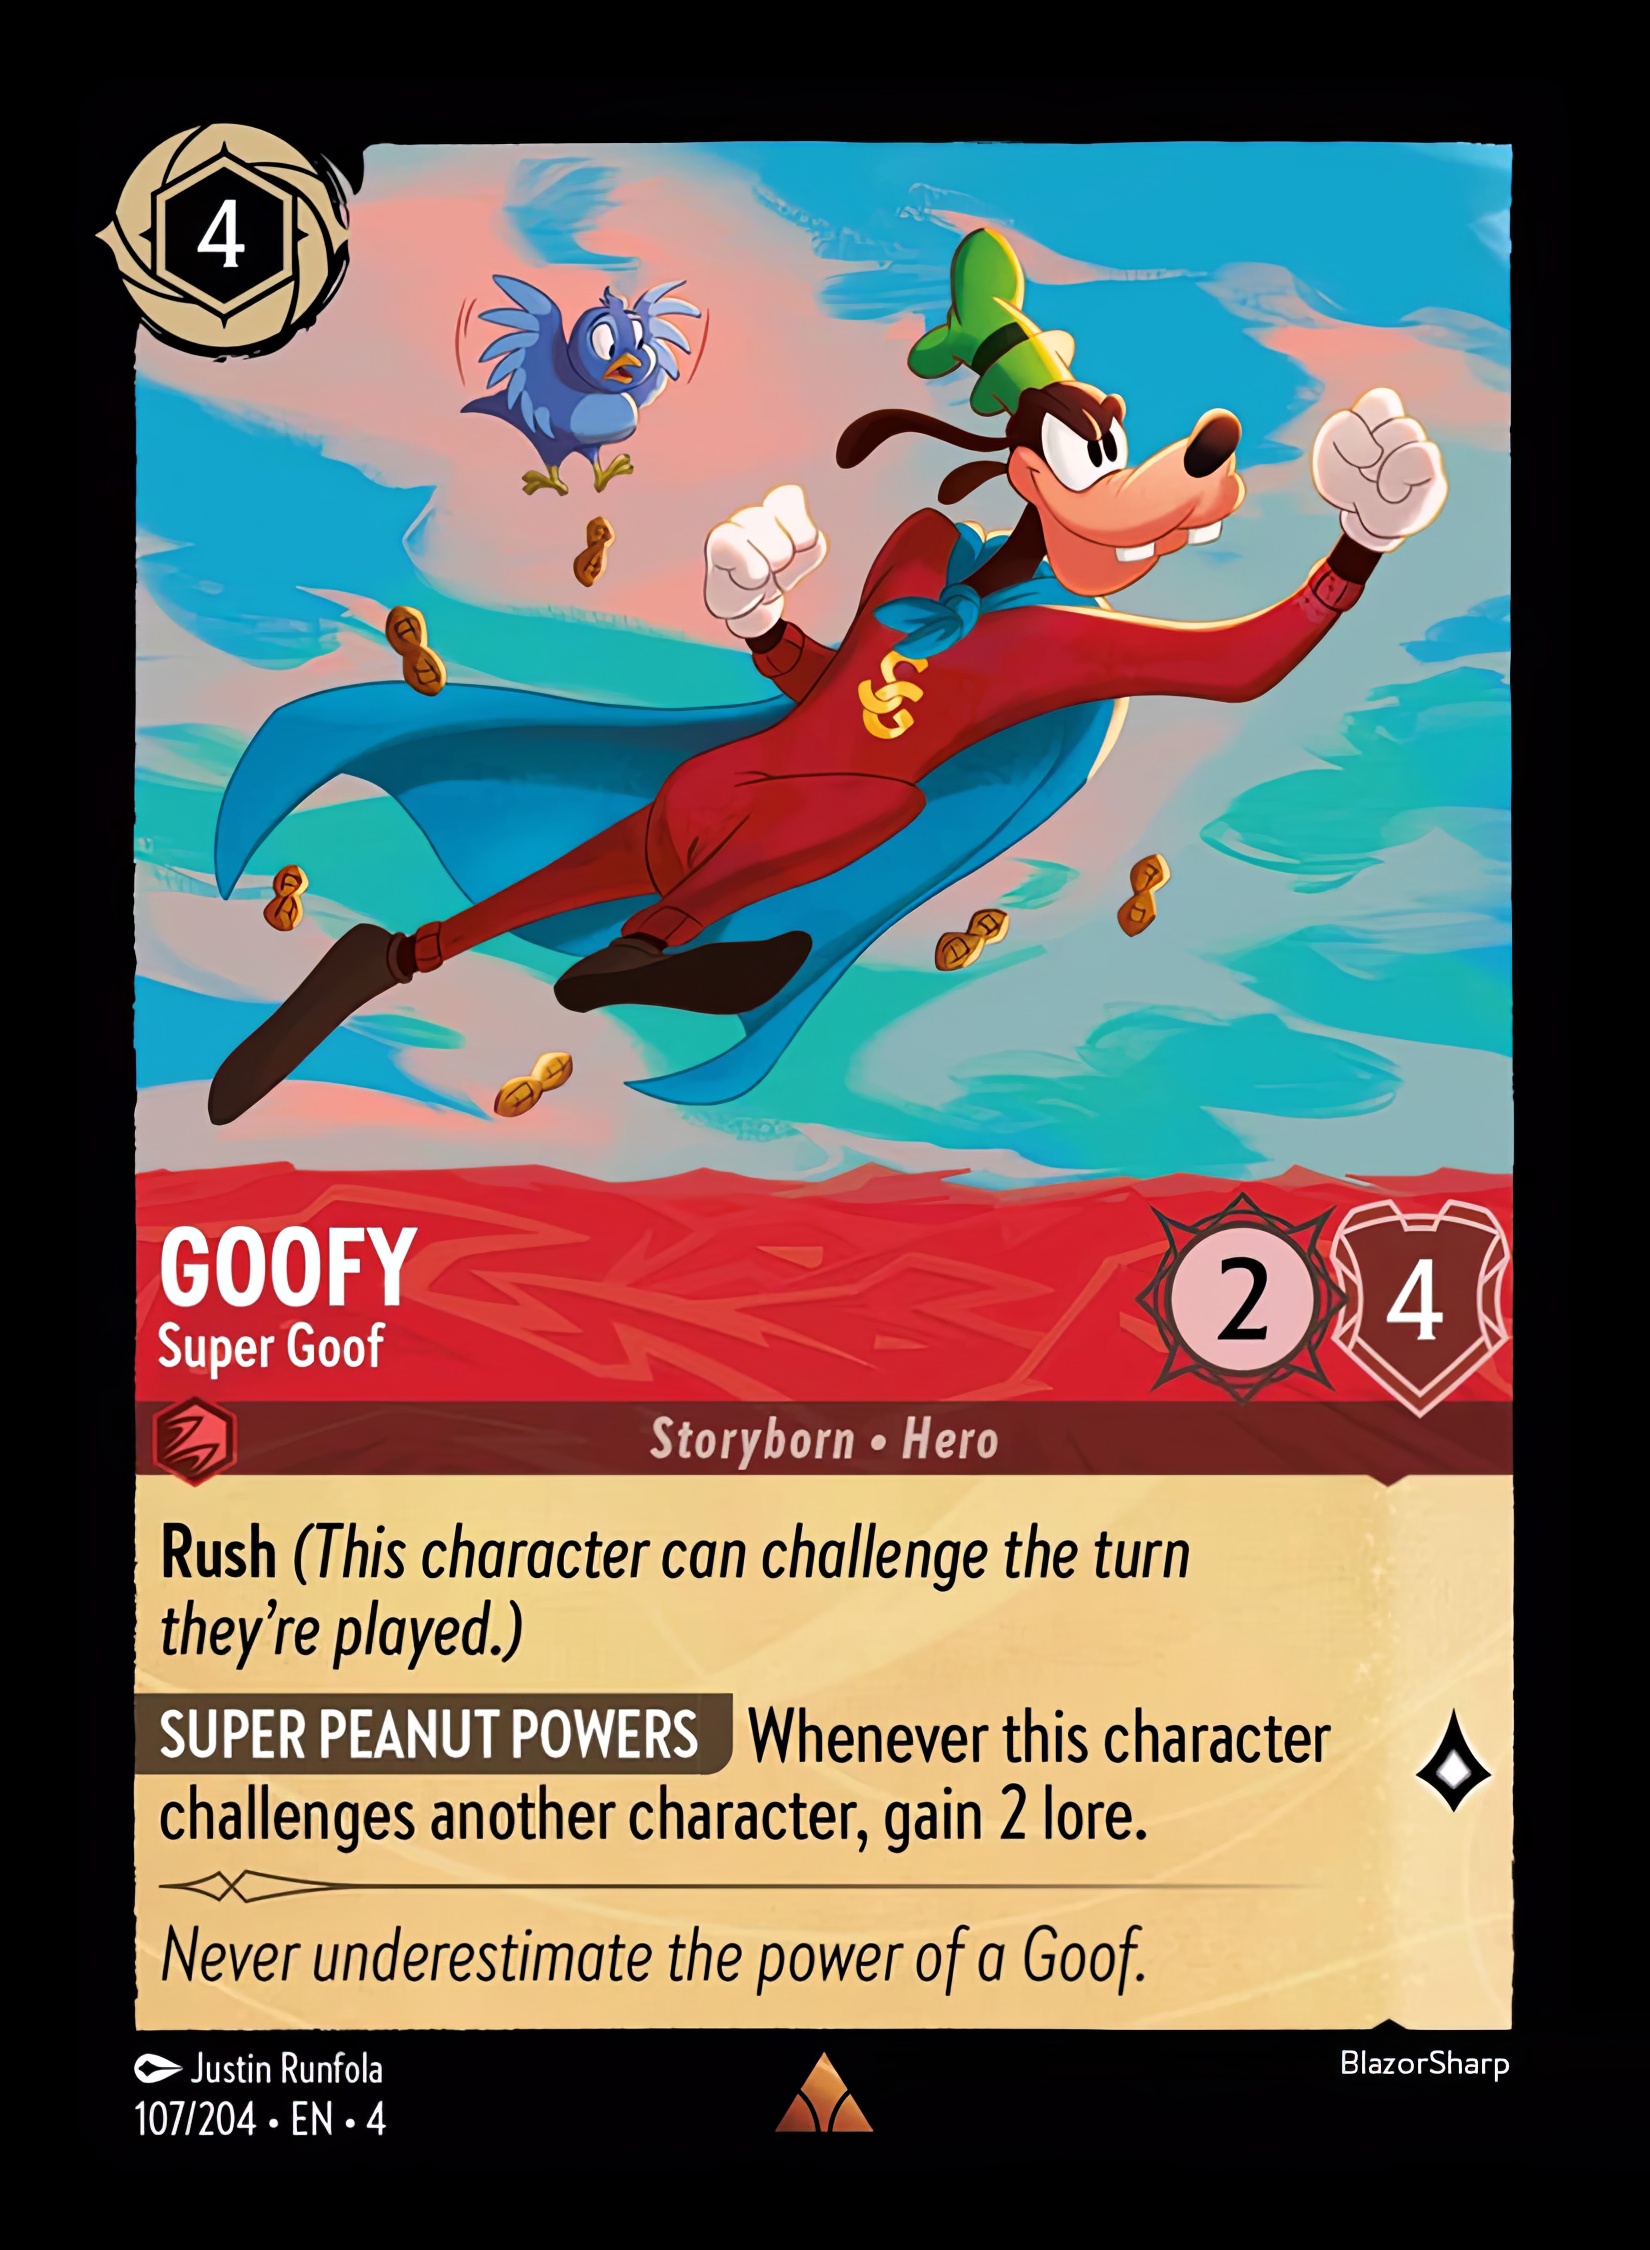 4
GOOFY
Super Goof
2
4
Storyborn • Hero
Rush (This character can challenge the turn
they're played.)
SUPER PEANUT POWERS Whenever this character
challenges another character, gain 2 lore.
Never underestimate the power of a Goof.
Justin Runfola
BlazorSharp
107/204 • EN • 4